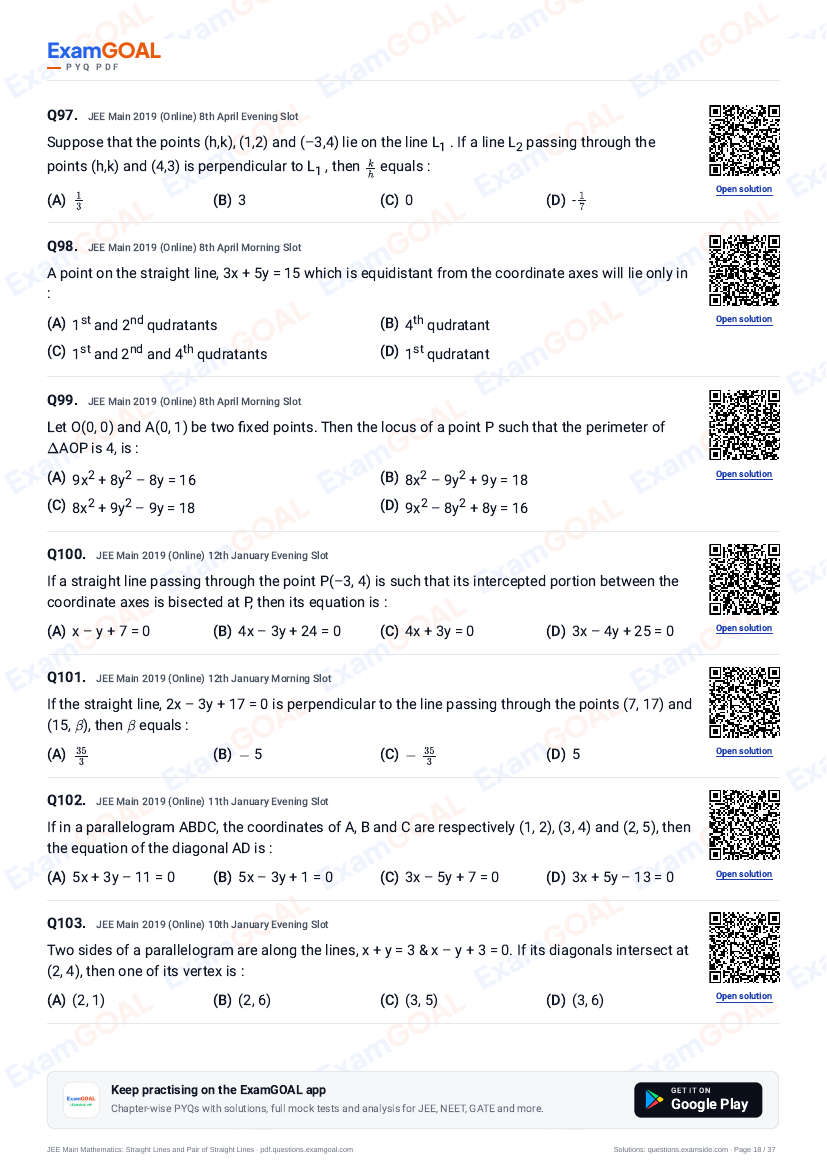 ExamGOAL
PYQ PDF
Q97. JEE Main 2019 (Online) 8th April Evening Slot
Suppose that the points (h,k), (1,2) and (−3,4) lie on the line L₁ . If a line L₂ passing through the
points (h,k) and (4,3) is perpendicular to L₁ , then k/h equals :
(A) 1/3 (B) 3 (C) 0 (D) -1/7
Open solution
Q98. JEE Main 2019 (Online) 8th April Morning Slot
A point on the straight line, 3x + 5y = 15 which is equidistant from the coordinate axes will lie only in
:
(A) 1st and 2nd qudratants (B) 4th qudratant
(C) 1st and 2nd and 4th qudratants (D) 1st qudratant
Open solution
Q99. JEE Main 2019 (Online) 8th April Morning Slot
Let O(0, 0) and A(0, 1) be two fixed points. Then the locus of a point P such that the perimeter of
ΔAOP is 4, is :
(A) 9x² + 8y² − 8y = 16 (B) 8x² − 9y² + 9y = 18
(C) 8x² + 9y² − 9y = 18 (D) 9x² − 8y² + 8y = 16
Open solution
Q100. JEE Main 2019 (Online) 12th January Evening Slot
If a straight line passing through the point P(−3, 4) is such that its intercepted portion between the
coordinate axes is bisected at P, then its equation is :
(A) x − y + 7 = 0 (B) 4x − 3y + 24 = 0 (C) 4x + 3y = 0 (D) 3x − 4y + 25 = 0
Open solution
Q101. JEE Main 2019 (Online) 12th January Morning Slot
If the straight line, 2x − 3y + 17 = 0 is perpendicular to the line passing through the points (7, 17) and
(15, β), then β equals :
(A) 35/3 (B) − 5 (C) − 35/3 (D) 5
Open solution
Q102. JEE Main 2019 (Online) 11th January Evening Slot
If in a parallelogram ABDC, the coordinates of A, B and C are respectively (1, 2), (3, 4) and (2, 5), then
the equation of the diagonal AD is :
(A) 5x + 3y − 11 = 0 (B) 5x − 3y + 1 = 0 (C) 3x − 5y + 7 = 0 (D) 3x + 5y − 13 = 0
Open solution
Q103. JEE Main 2019 (Online) 10th January Evening Slot
Two sides of a parallelogram are along the lines, x + y = 3 & x − y + 3 = 0. If its diagonals intersect at
(2, 4), then one of its vertex is :
(A) (2, 1) (B) (2, 6) (C) (3, 5) (D) (3, 6)
Open solution
ExamGOAL
Keep practising on the ExamGOAL app
Chapter-wise PYQs with solutions, full mock tests and analysis for JEE, NEET, GATE and more.
GET IT ON
Google Play
JEE Main Mathematics: Straight Lines and Pair of Straight Lines · pdf.questions.examgoal.com
Solutions: questions.examside.com · Page 18 / 37